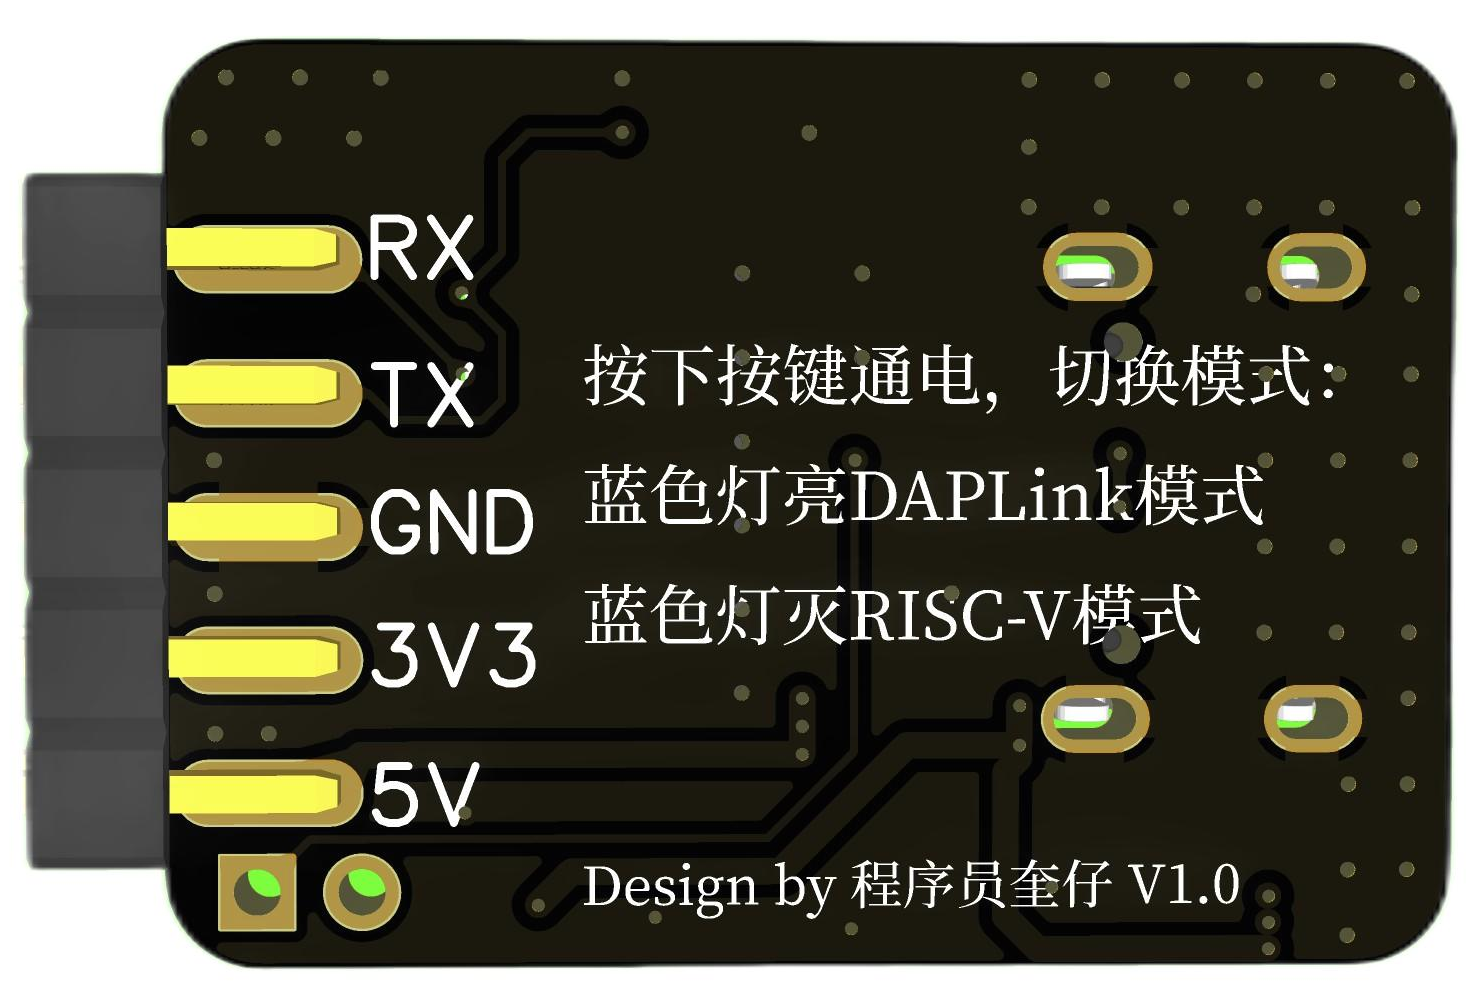 RX
TX
GND
3V3
5V
按下按键通电，切换模式：
蓝色灯亮DAPLink模式
蓝色灯灭RISC-V模式
Design by 程序员奎仔 V1.0